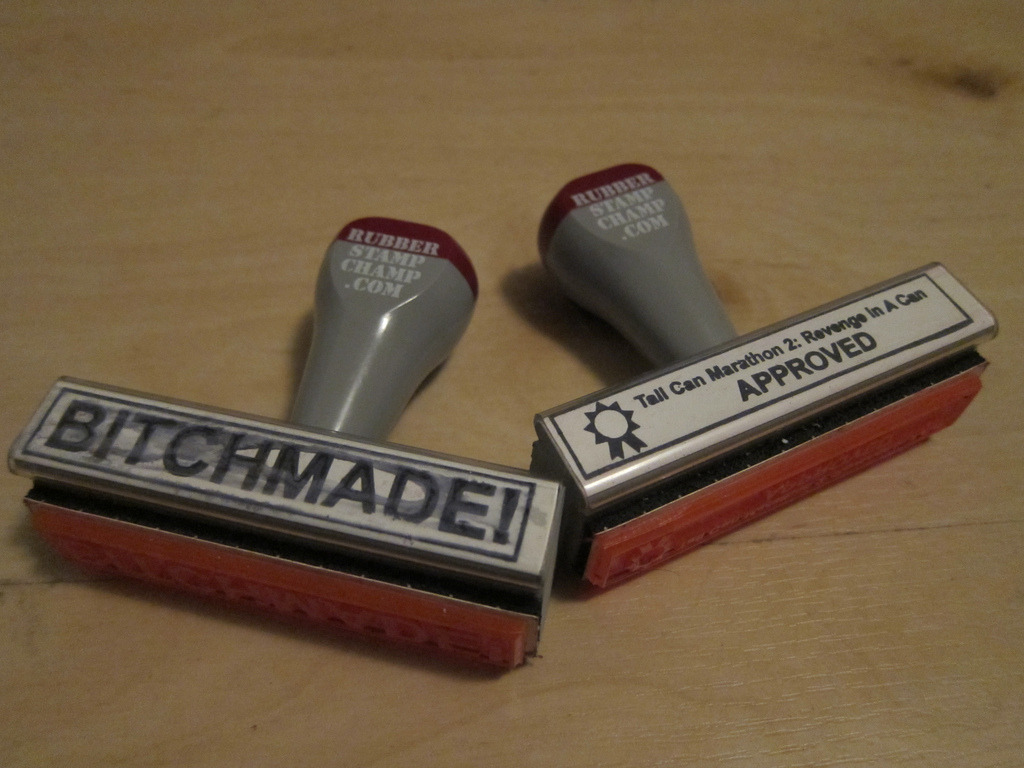 RUBBER
STAMP
CHAMP
.COM
BITCHMADE!
RUBBER
STAMP
CHAMP
.COM
Tall Can Marathon 2: Revenge In A Can
APPROVED